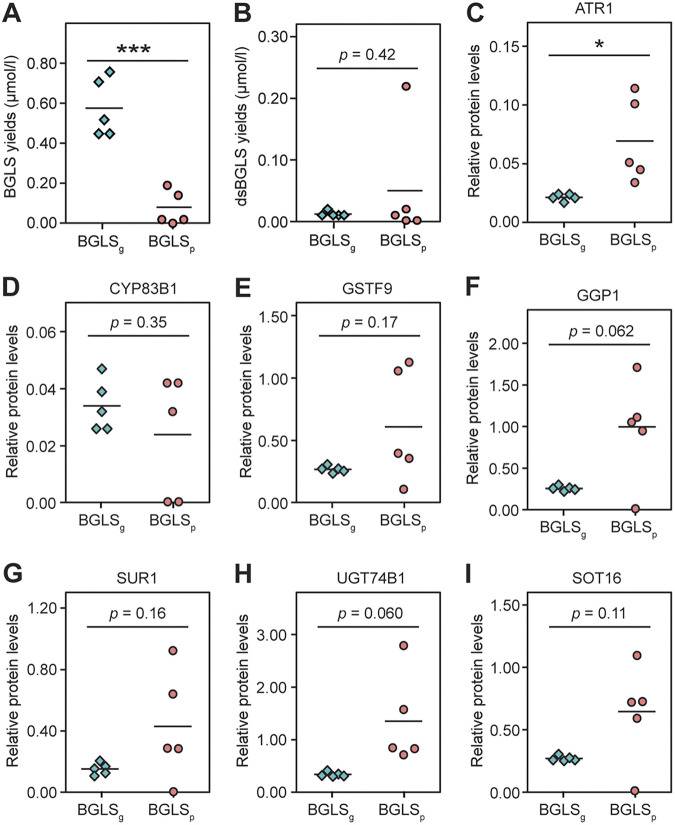 A
BGLS yields (µmol/l)
0.80
0.60
0.40
0.20
0.00
***
BGLSg
BGLSp
B
dsBGLS yields (µmol/l)
0.30
0.20
0.10
0.00
p = 0.42
BGLSg
BGLSp
C
ATR1
Relative protein levels
0.15
0.10
0.05
0.00
*
BGLSg
BGLSp
D
CYP83B1
Relative protein levels
0.06
0.04
0.02
0.00
p = 0.35
BGLSg
BGLSp
E
GSTF9
Relative protein levels
1.50
1.00
0.50
0.00
p = 0.17
BGLSg
BGLSp
F
GGP1
Relative protein levels
2.00
1.50
1.00
0.50
0.00
p = 0.062
BGLSg
BGLSp
G
SUR1
Relative protein levels
1.20
0.80
0.40
0.00
p = 0.16
BGLSg
BGLSp
H
UGT74B1
Relative protein levels
3.00
2.00
1.00
0.00
p = 0.060
BGLSg
BGLSp
I
SOT16
Relative protein levels
1.50
1.00
0.50
0.00
p = 0.11
BGLSg
BGLSp